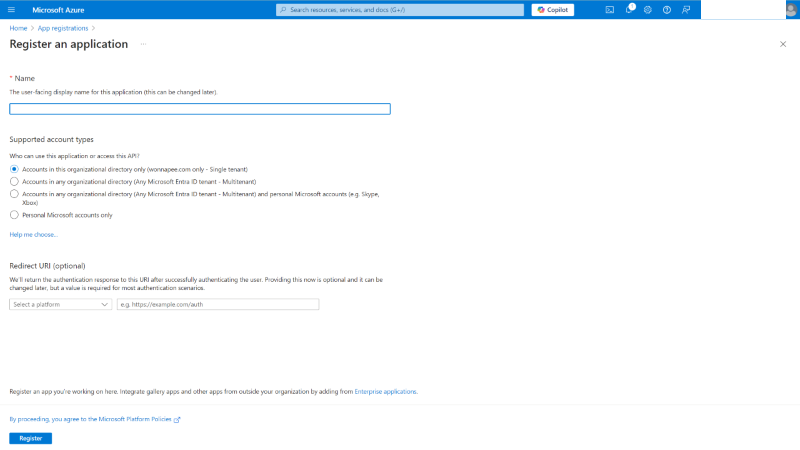 Microsoft Azure
Search resources, services, and docs (G+/)
Copilot
1
Home > App registrations >
Register an application
...
* Name
The user-facing display name for this application (this can be changed later).
Supported account types
Who can use this application or access this API?
Accounts in this organizational directory only (wonnapee.com only - Single tenant)
Accounts in any organizational directory (Any Microsoft Entra ID tenant - Multitenant)
Accounts in any organizational directory (Any Microsoft Entra ID tenant - Multitenant) and personal Microsoft accounts (e.g. Skype,
Xbox)
Personal Microsoft accounts only
Help me choose...
Redirect URI (optional)
We'll return the authentication response to this URI after successfully authenticating the user. Providing this now is optional and it can be
changed later, but a value is required for most authentication scenarios.
Select a platform
e.g. https://example.com/auth
Register an app you're working on here. Integrate gallery apps and other apps from outside your organization by adding from Enterprise applications.
By proceeding, you agree to the Microsoft Platform Policies
Register